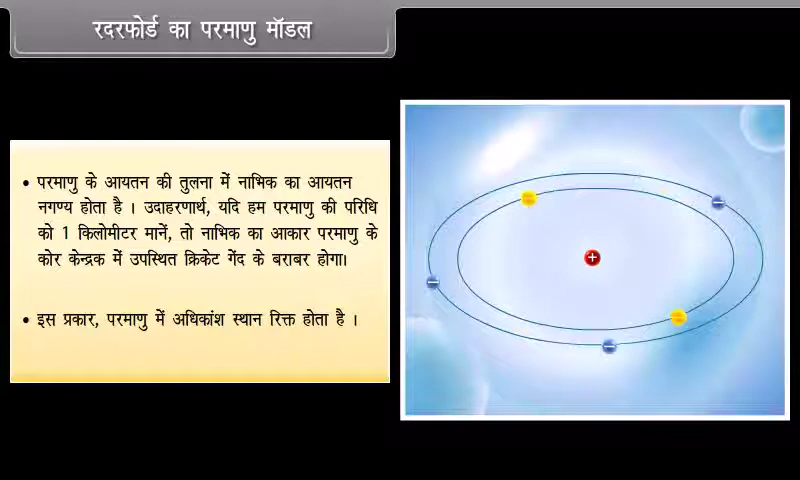 रदरफोर्ड का परमाणु मॉडल
• परमाणु के आयतन की तुलना में नाभिक का आयतन
नगण्य होता है । उदाहरणार्थ, यदि हम परमाणु की परिधि
को 1 किलोमीटर मानें, तो नाभिक का आकार परमाणु के
कोर केन्द्रक में उपस्थित क्रिकेट गेंद के बराबर होगा।
• इस प्रकार, परमाणु में अधिकांश स्थान रिक्त होता है ।